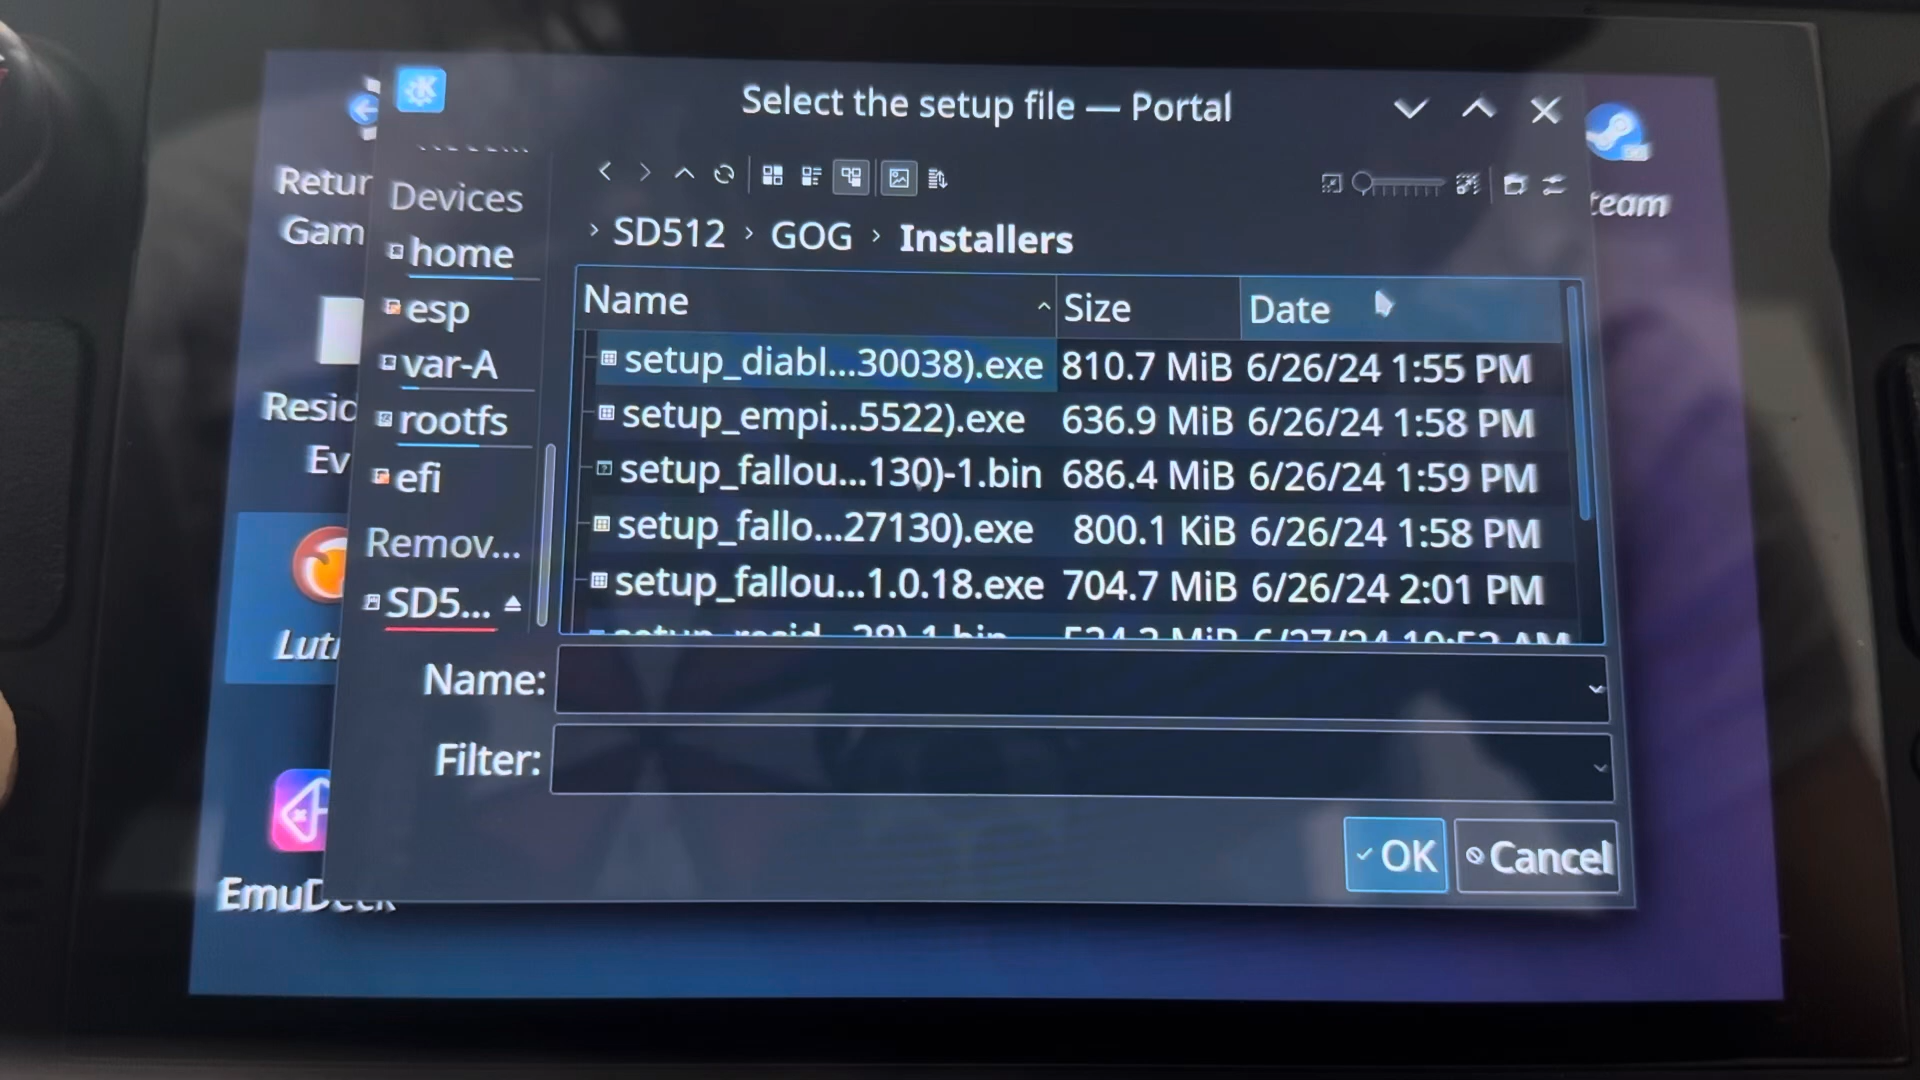 Select the setup file — Portal
Retur
Gam
Resid
Ev
Lut
EmuDeck
team
Devices
home
esp
var-A
rootfs
efi
Remov...
SD5...
› SD512 › GOG › Installers
Name Size Date
setup_diabl...30038).exe 810.7 MiB 6/26/24 1:55 PM
setup_empi...5522).exe 636.9 MiB 6/26/24 1:58 PM
setup_fallou...130)-1.bin 686.4 MiB 6/26/24 1:59 PM
setup_fallo...27130).exe 800.1 KiB 6/26/24 1:58 PM
setup_fallou...1.0.18.exe 704.7 MiB 6/26/24 2:01 PM
Name:
Filter:
OK Cancel